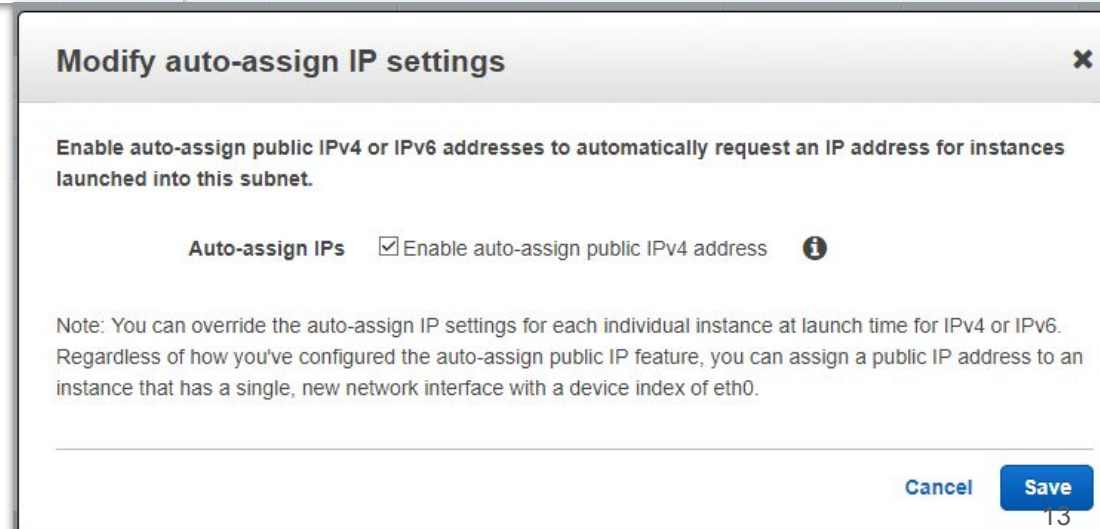 Modify auto-assign IP settings
Enable auto-assign public IPv4 or IPv6 addresses to automatically request an IP address for instances
launched into this subnet.
Auto-assign IPs Enable auto-assign public IPv4 address
Note: You can override the auto-assign IP settings for each individual instance at launch time for IPv4 or IPv6.
Regardless of how you've configured the auto-assign public IP feature, you can assign a public IP address to an
instance that has a single, new network interface with a device index of eth0.
Cancel Save
13